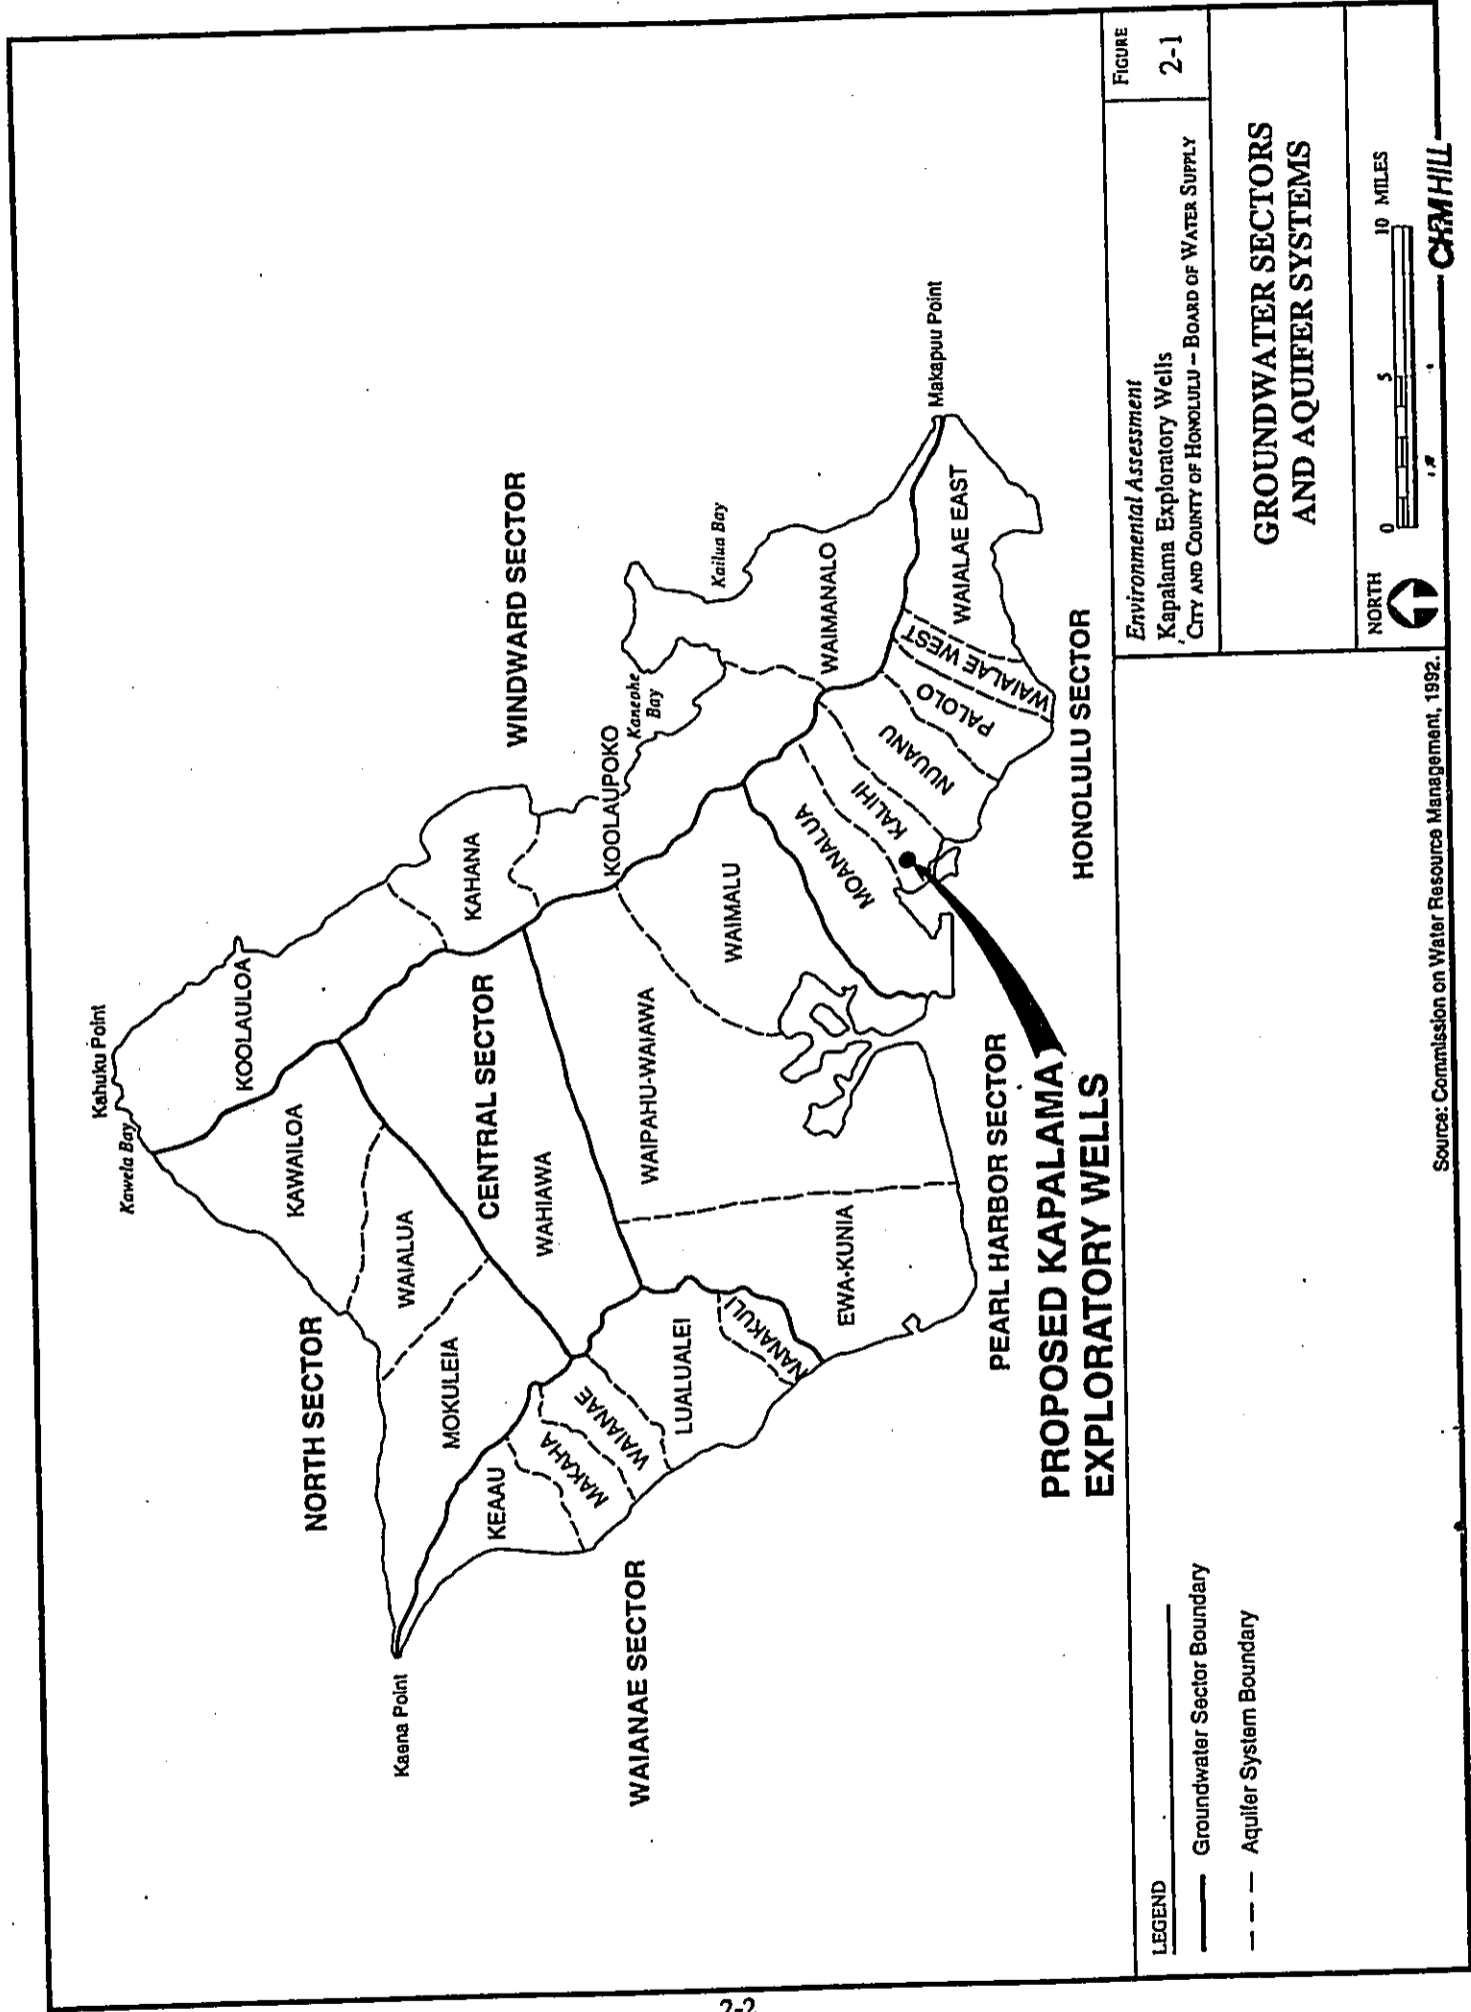 Kahuku Point
Kawela Bay
KOOLAULOA
KAWAILOA
WAIALUA
MOKULEIA
NORTH SECTOR
KAHANA
WINDWARD SECTOR
KOOLAUPOKO
Kaneohe
Bay
Kailua Bay
WAIMANALO
Makapuu Point
CENTRAL SECTOR
WAHIAWA
Kaena Point
KEAAU
MAKAHA
WAIANAE
LUALUALEI
NANAKULI
WAIANAE SECTOR
WAIPAHU-WAIAWA
WAIMALU
EWA-KUNIA
PEARL HARBOR SECTOR
MOANALUA
KALIHI
NUUANU
PALOLO
WAIALAE WEST
WAIALAE EAST
HONOLULU SECTOR
PROPOSED KAPALAMA
EXPLORATORY WELLS
LEGEND
Groundwater Sector Boundary
Aquifer System Boundary
Source: Commission on Water Resource Management, 1992.
Environmental Assessment
Kapalama Exploratory Wells
CITY AND COUNTY OF HONOLULU – BOARD OF WATER SUPPLY
FIGURE
2-1
GROUNDWATER SECTORS
AND AQUIFER SYSTEMS
NORTH
0 5 10 MILES
CH2M HILL
2-2